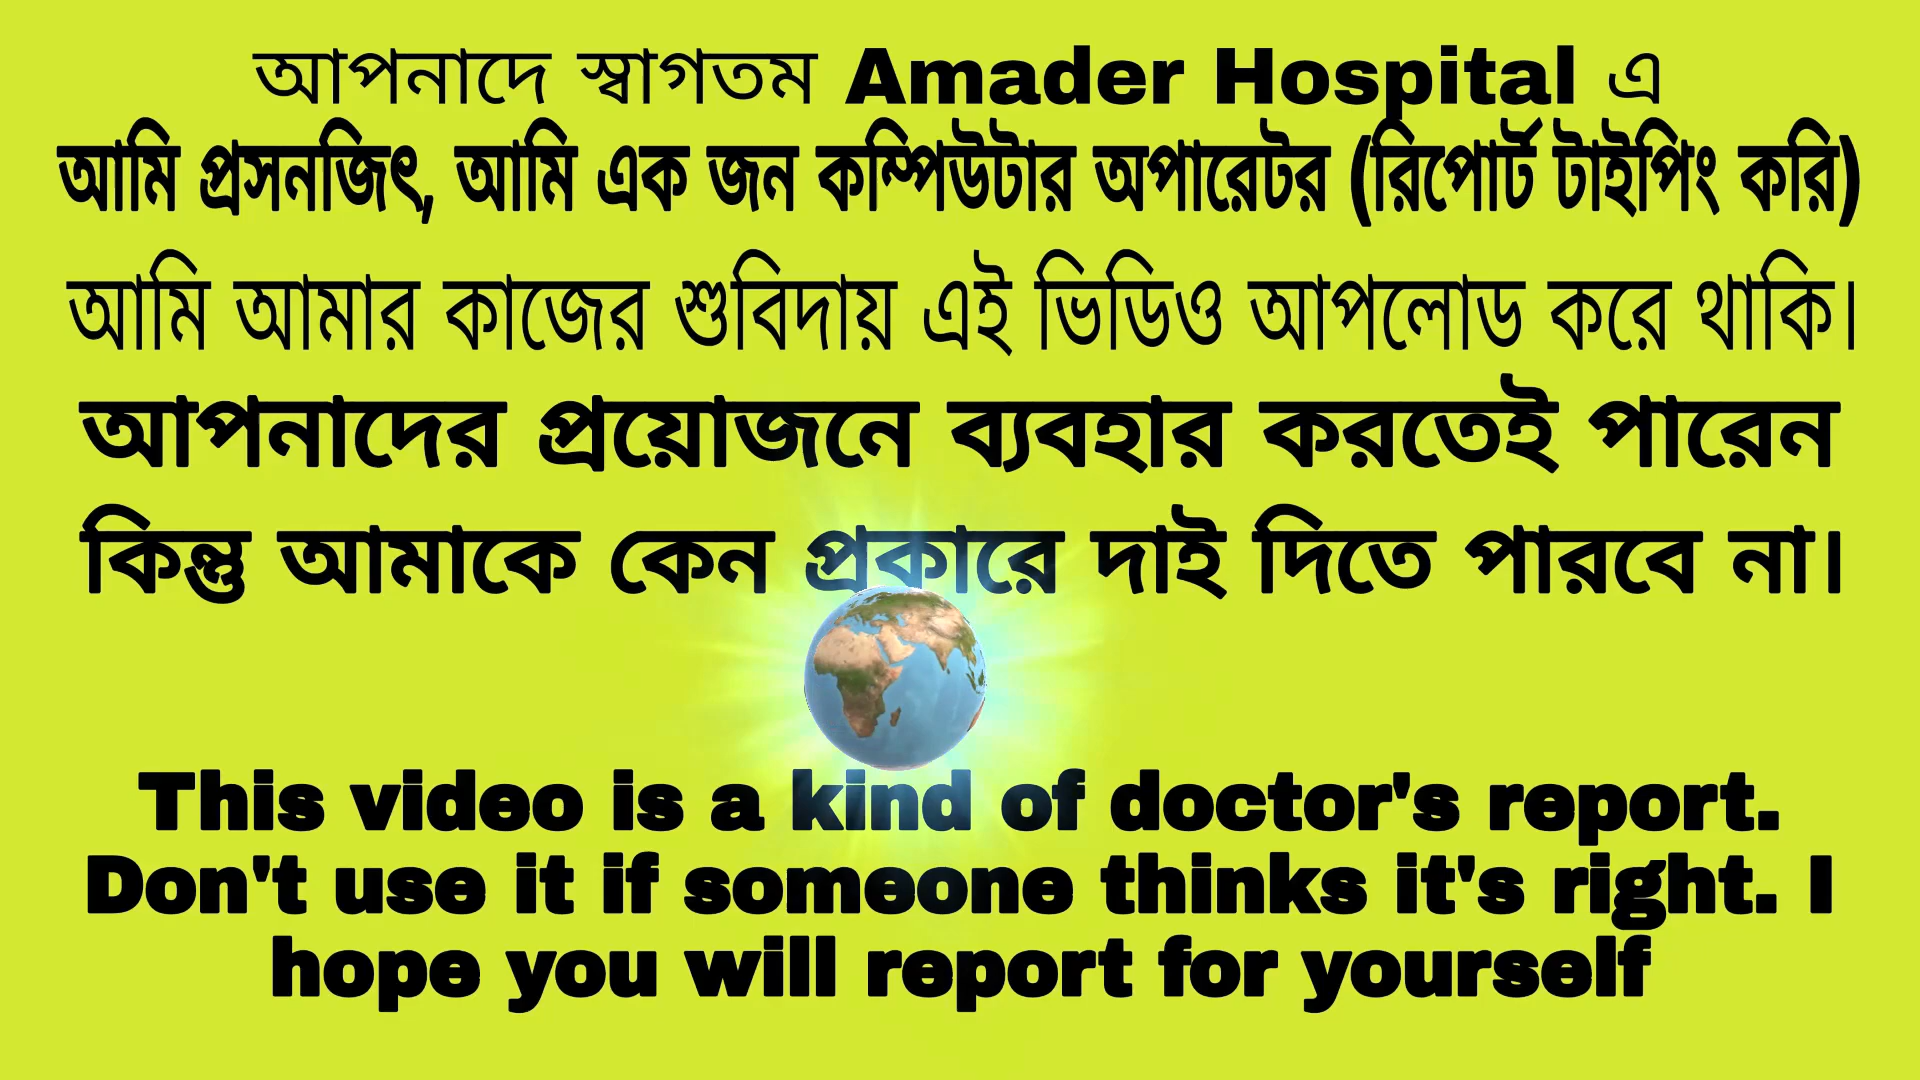 আপনাদে স্বাগতম Amader Hospital এ
আমি প্রসনজিৎ, আমি এক জন কম্পিউটার অপারেটর (রিপোর্ট টাইপিং করি)
আমি আমার কাজের শুবিদায় এই ভিডিও আপলোড করে থাকি।
আপনাদের প্রয়োজনে ব্যবহার করতেই পারেন
কিন্তু আমাকে কেন প্রকারে দাই দিতে পারবে না।
This video is a kind of doctor's report.
Don't use it if someone thinks it's right. I
hope you will report for yourself